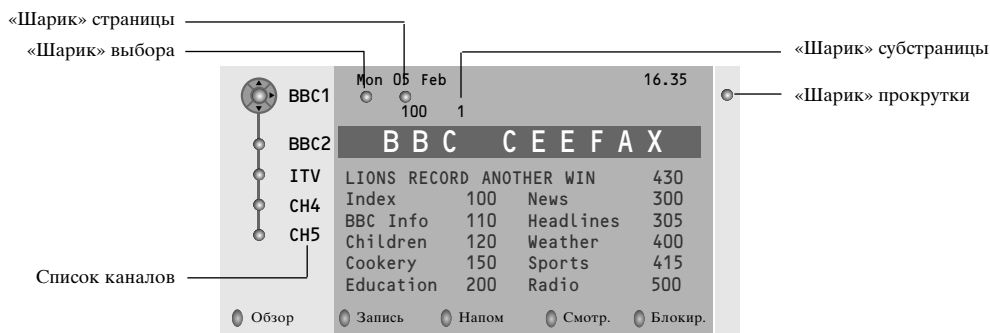 «Шарик» страницы
«Шарик» выбора
«Шарик» субстраницы
«Шарик» прокрутки
Mon 05 Feb 16.35
100 1
BBC1
BBC2
ITV
CH4
CH5
BBC CEEFAX
LIONS RECORD ANOTHER WIN 430
Index 100 News 300
BBC Info 110 Headlines 305
Children 120 Weather 400
Cookery 150 Sports 415
Education 200 Radio 500
Список каналов
Обзор Запись Напом Смотр. Блокир.